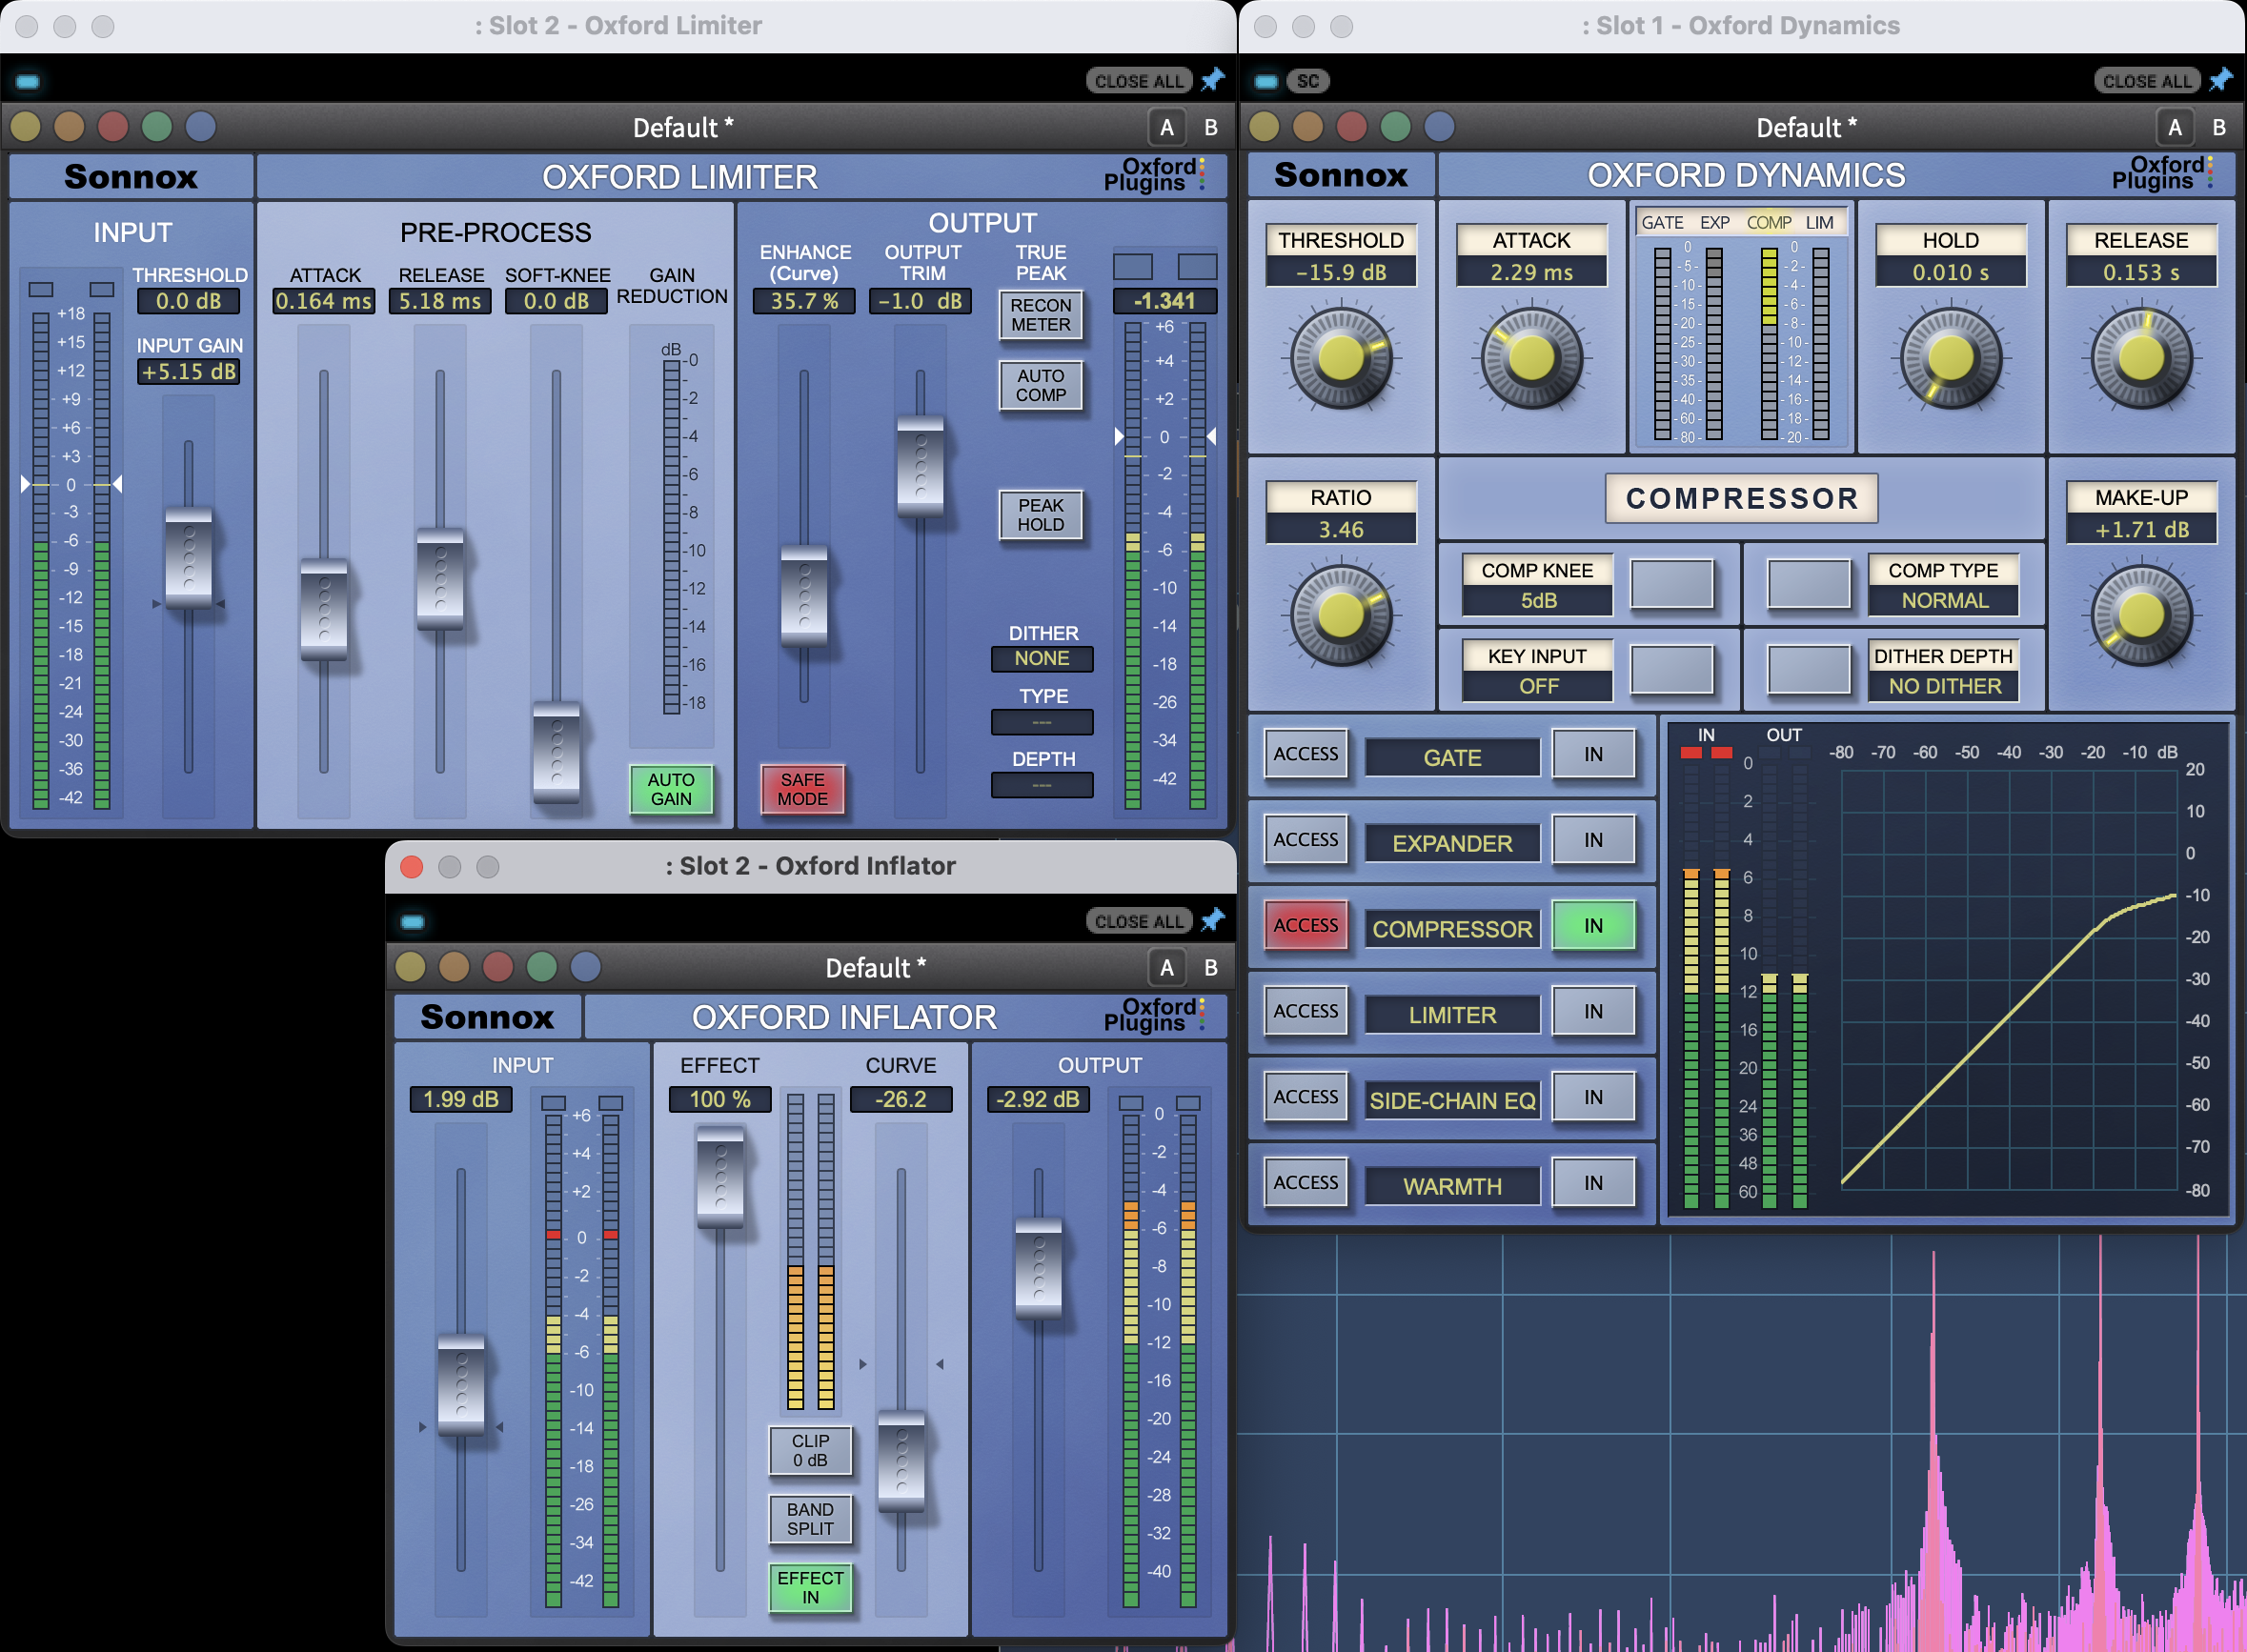 : Slot 2 - Oxford Limiter
CLOSE ALL
Default *
A B
Sonnox
OXFORD LIMITER
Oxford Plugins
INPUT
THRESHOLD
0.0 dB
INPUT GAIN
+5.15 dB
+18
+15
+12
+9
+6
+3
0
-3
-6
-9
-12
-15
-18
-21
-24
-30
-36
-42
PRE-PROCESS
ATTACK
0.164 ms
RELEASE
5.18 ms
SOFT-KNEE
0.0 dB
GAIN
REDUCTION
dB
-0
-2
-4
-6
-8
-10
-12
-14
-16
-18
AUTO
GAIN
OUTPUT
ENHANCE
(Curve)
35.7 %
OUTPUT
TRIM
-1.0 dB
TRUE
PEAK
RECON
METER
AUTO
COMP
PEAK
HOLD
DITHER
NONE
TYPE
---
DEPTH
---
SAFE
MODE
-1.341
+6
+4
+2
0
-2
-4
-6
-10
-14
-18
-26
-34
-42
: Slot 1 - Oxford Dynamics
SC
CLOSE ALL
Default *
A B
Sonnox
OXFORD DYNAMICS
Oxford Plugins
THRESHOLD
-15.9 dB
ATTACK
2.29 ms
GATE EXP COMP LIM
0
-5-
-10-
-15-
-20-
-25-
-30-
-35-
-40-
-60-
-80-
0
-2-
-4-
-6-
-8-
-10-
-12-
-14-
-16-
-18-
-20-
HOLD
0.010 s
RELEASE
0.153 s
RATIO
3.46
COMPRESSOR
MAKE-UP
+1.71 dB
COMP KNEE
5dB
COMP TYPE
NORMAL
KEY INPUT
OFF
DITHER DEPTH
NO DITHER
ACCESS GATE IN
ACCESS EXPANDER IN
ACCESS COMPRESSOR IN
ACCESS LIMITER IN
ACCESS SIDE-CHAIN EQ IN
ACCESS WARMTH IN
IN OUT
0
2
4
6
8
10
12
16
20
24
36
48
60
-80 -70 -60 -50 -40 -30 -20 -10 dB
20
10
0
-10
-20
-30
-40
-50
-60
-70
-80
: Slot 2 - Oxford Inflator
CLOSE ALL
Default *
A B
Sonnox
OXFORD INFLATOR
Oxford Plugins
INPUT
1.99 dB
+6
+4
+2
0
-2
-4
-6
-10
-14
-18
-26
-34
-42
EFFECT
100 %
CURVE
-26.2
CLIP
0 dB
BAND
SPLIT
EFFECT
IN
OUTPUT
-2.92 dB
0
-2
-4
-6
-8
-10
-12
-16
-20
-24
-28
-32
-40